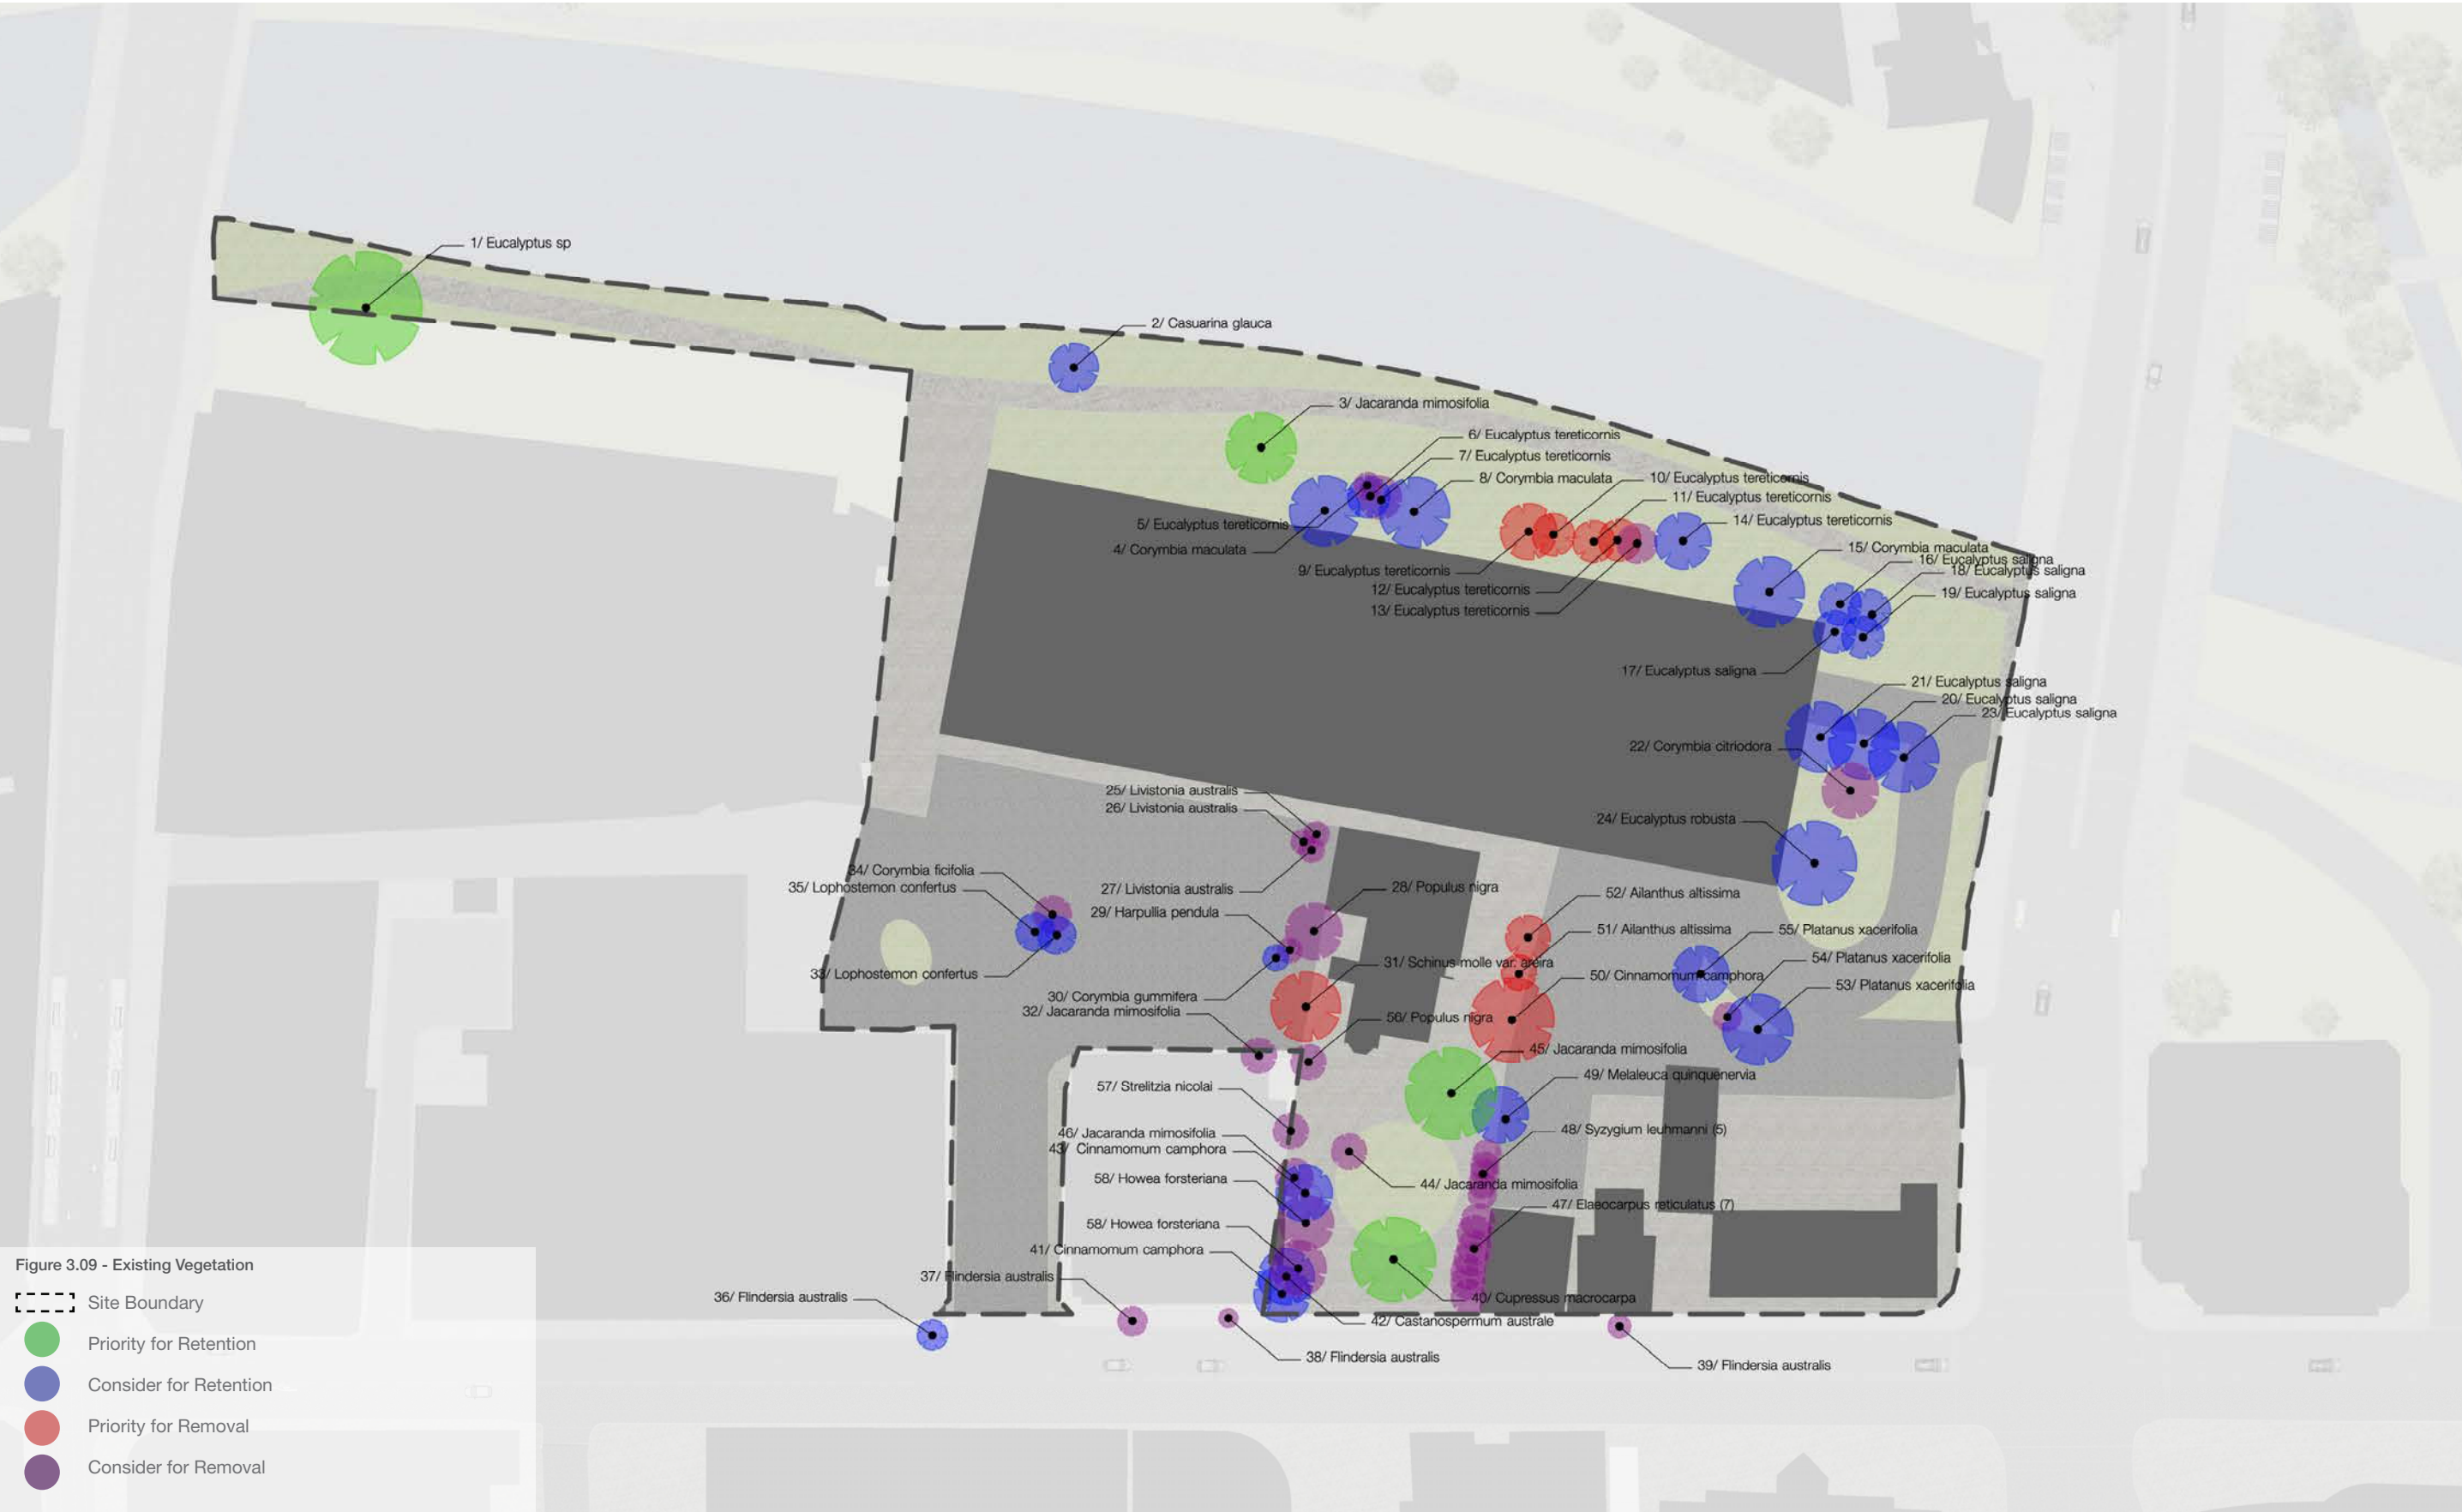 1/ Eucalyptus sp
2/ Casuarina glauca
3/ Jacaranda mimosifolia
6/ Eucalyptus tereticornis
7/ Eucalyptus tereticornis
8/ Corymbia maculata
10/ Eucalyptus tereticornis
11/ Eucalyptus tereticornis
14/ Eucalyptus tereticornis
5/ Eucalyptus tereticornis
4/ Corymbia maculata
15/ Corymbia maculata
16/ Eucalyptus saligna
18/ Eucalyptus saligna
9/ Eucalyptus tereticornis
12/ Eucalyptus tereticornis
19/ Eucalyptus saligna
13/ Eucalyptus tereticornis
17/ Eucalyptus saligna
21/ Eucalyptus saligna
20/ Eucalyptus saligna
23/ Eucalyptus saligna
22/ Corymbia citriodora
25/ Livistonia australis
26/ Livistonia australis
24/ Eucalyptus robusta
34/ Corymbia ficifolia
35/ Lophostemon confertus
27/ Livistonia australis
28/ Populus nigra
52/ Ailanthus altissima
29/ Harpullia pendula
51/ Ailanthus altissima
55/ Platanus xacerifolia
54/ Platanus xacerifolia
31/ Schinus molle var. areira
33/ Lophostemon confertus
50/ Cinnamomum camphora
53/ Platanus xacerifolia
30/ Corymbia gummifera
32/ Jacaranda mimosifolia
56/ Populus nigra
45/ Jacaranda mimosifolia
49/ Melaleuca quinquenervia
57/ Strelitzia nicolai
48/ Syzygium leuhmanni (5)
46/ Jacaranda mimosifolia
43/ Cinnamomum camphora
58/ Howea forsteriana
44/ Jacaranda mimosifolia
47/ Elaeocarpus reticulatus (7)
58/ Howea forsteriana
41/ Cinnamomum camphora
37/ Flindersia australis
36/ Flindersia australis
40/ Cupressus macrocarpa
42/ Castanospermum australe
38/ Flindersia australis
39/ Flindersia australis
Figure 3.09 - Existing Vegetation
Site Boundary
Priority for Retention
Consider for Retention
Priority for Removal
Consider for Removal